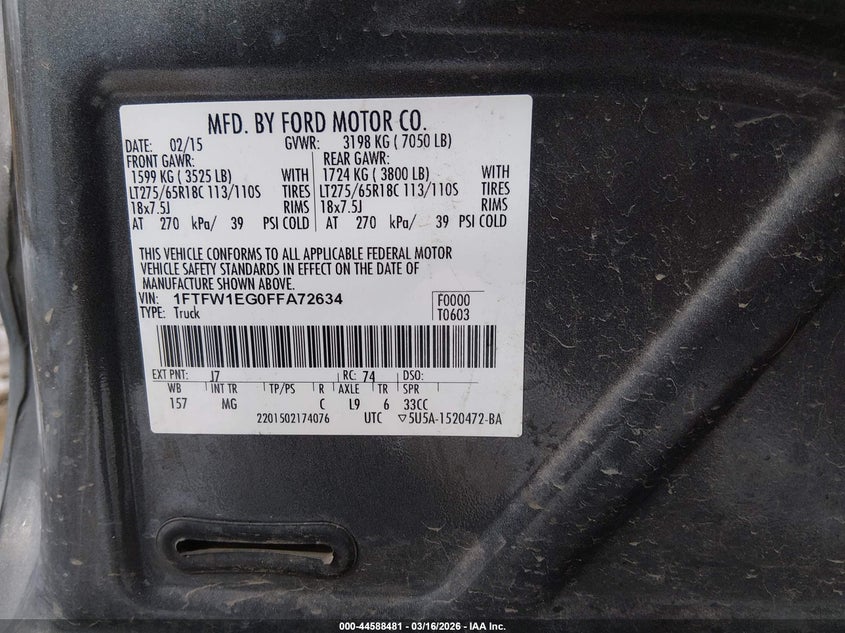 MFD. BY FORD MOTOR CO.
DATE: 02/15 GVWR: 3198 KG ( 7050 LB)
FRONT GAWR: REAR GAWR:
1599 KG ( 3525 LB) WITH 1724 KG ( 3800 LB) WITH
LT275/65R18C 113/110S TIRES LT275/65R18C 113/110S TIRES
18x7.5J RIMS 18x7.5J RIMS
AT 270 kPa/ 39 PSI COLD AT 270 kPa/ 39 PSI COLD
THIS VEHICLE CONFORMS TO ALL APPLICABLE FEDERAL MOTOR
VEHICLE SAFETY STANDARDS IN EFFECT ON THE DATE OF
MANUFACTURE SHOWN ABOVE.
VIN: 1FTFW1EG0FFA72634 F0000
TYPE: Truck T0603
EXT PNT: J7 RC: 74 DSO:
WB INT TR TP/PS R AXLE TR SPR
157 MG C L9 6 33CC
2201502174076 UTC ▽5U5A-1520472-BA
000-44588481 - 03/16/2026 - IAA Inc.